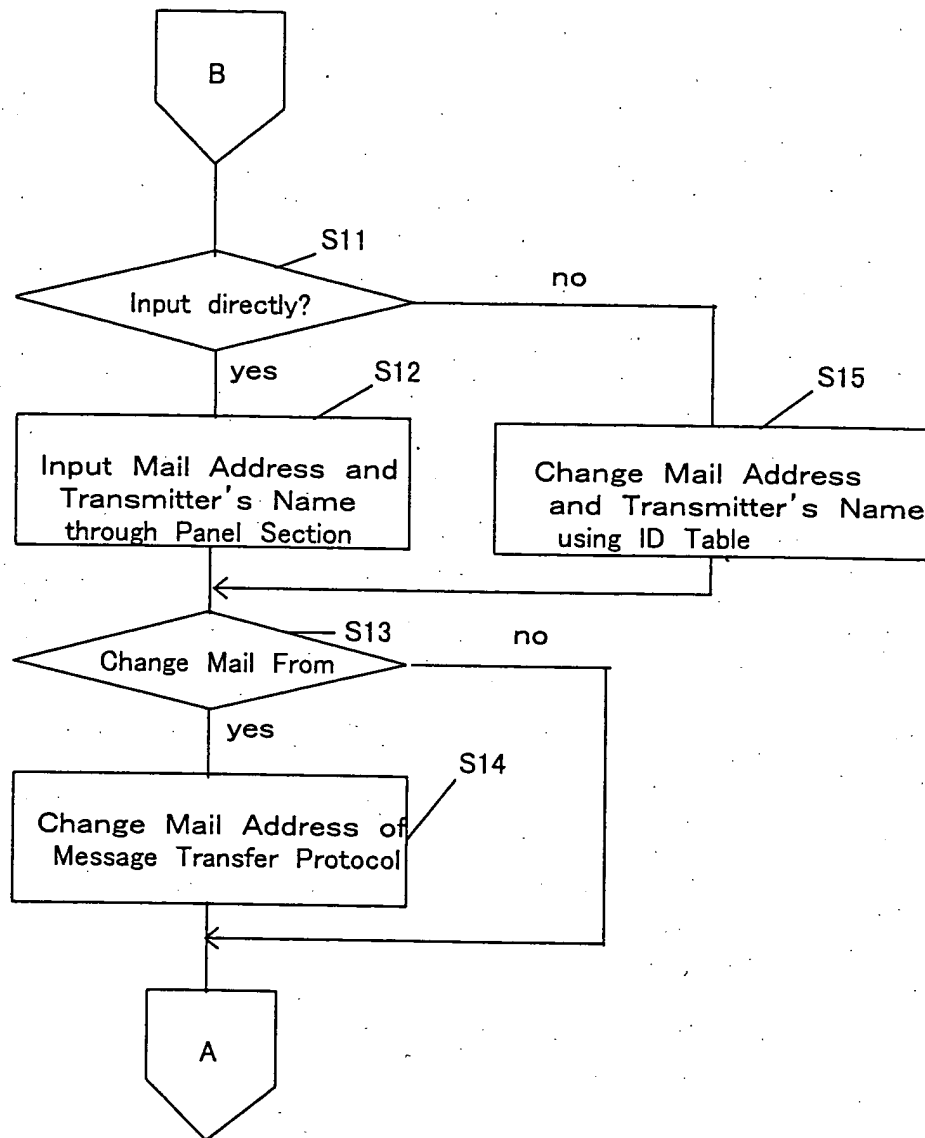 B
S11
Input directly?
no
yes
S12
S15
Input Mail Address and
Transmitter's Name
through Panel Section
Change Mail Address
and Transmitter's Name
using ID Table
S13
Change Mail From
no
yes
S14
Change Mail Address of
Message Transfer Protocol
A